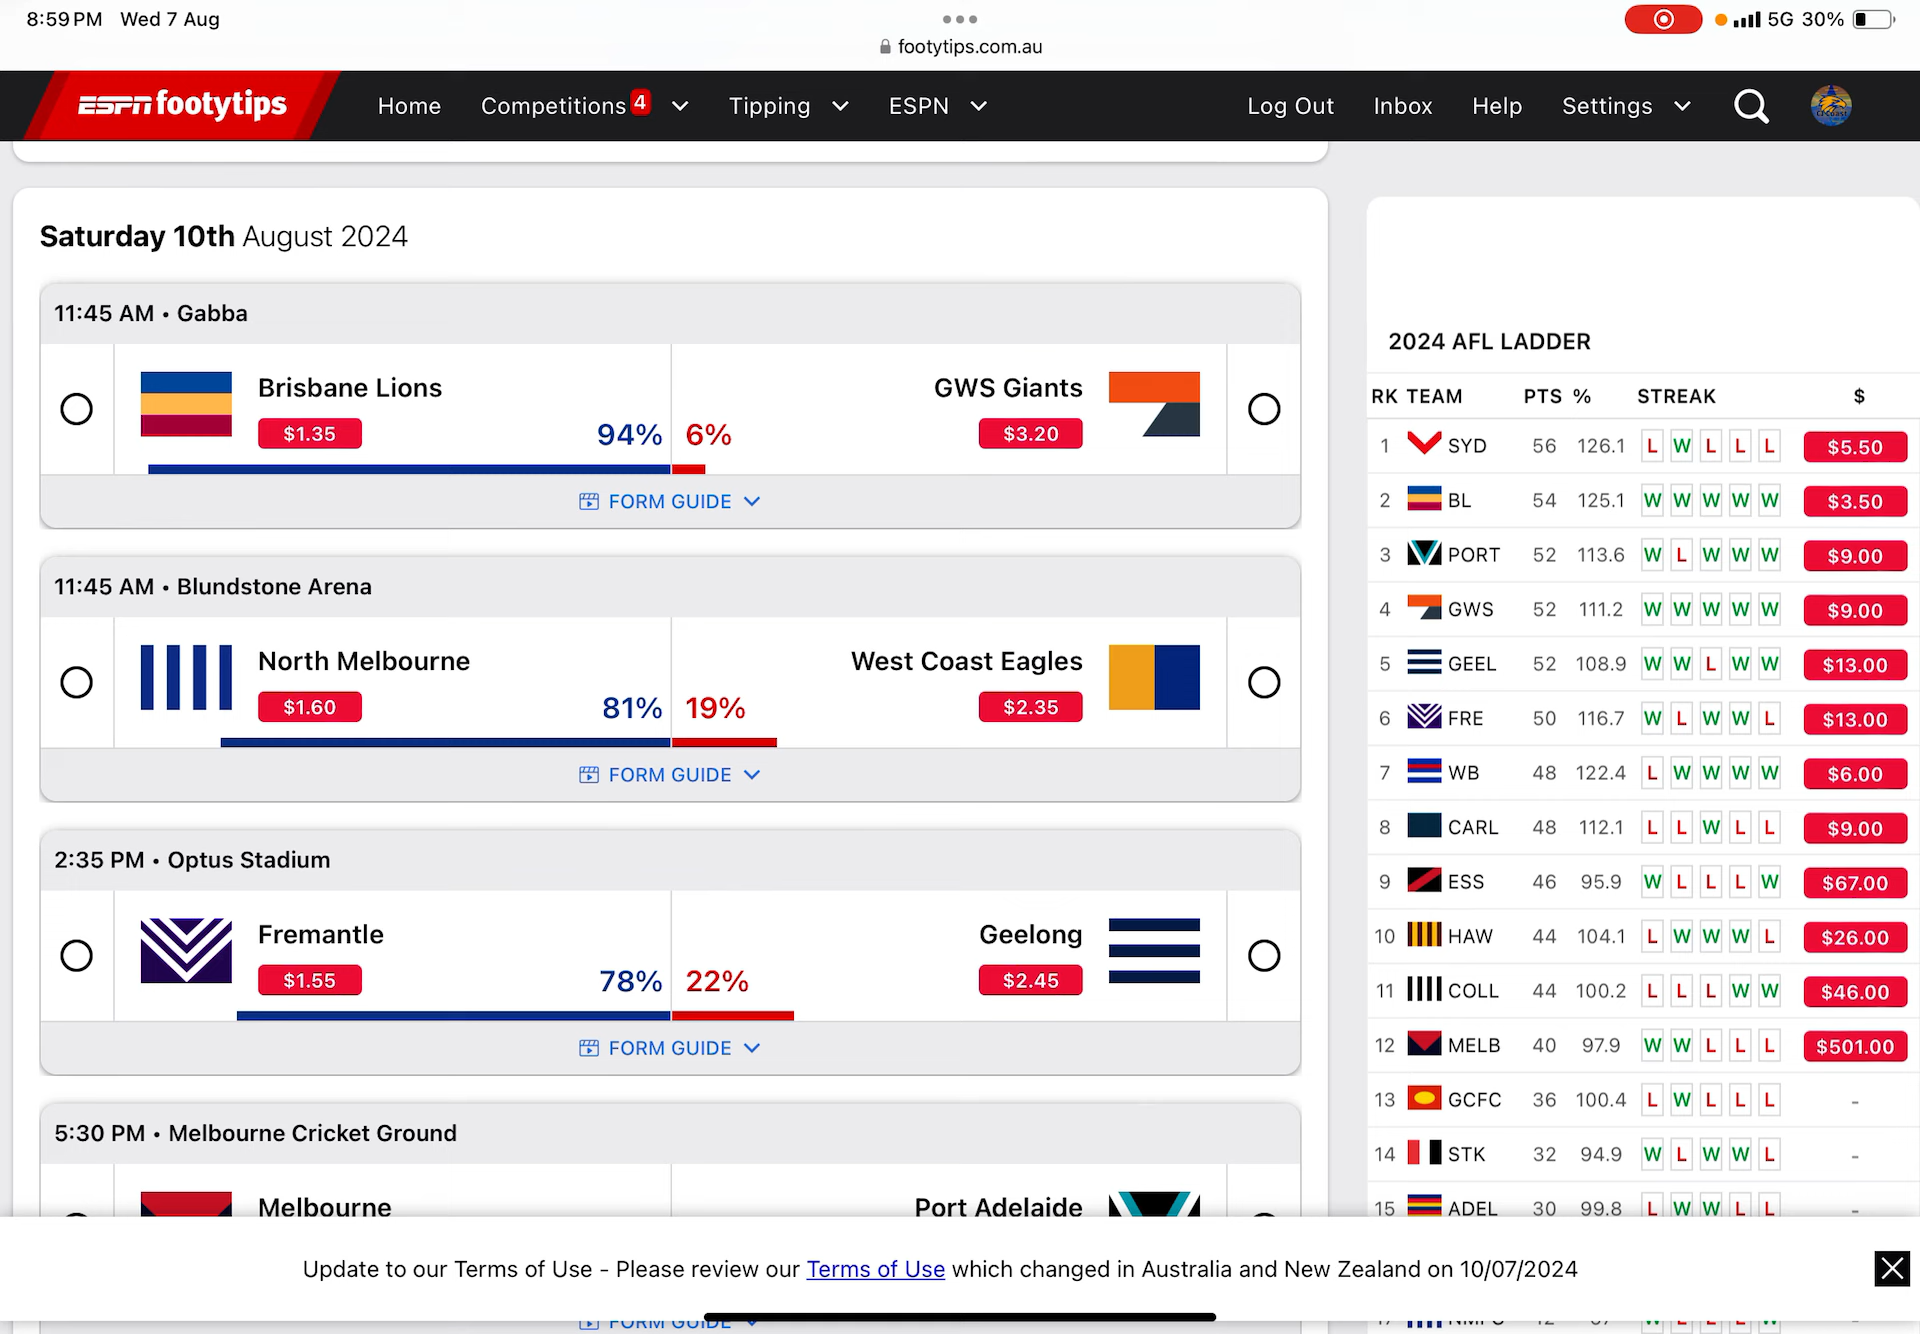 8:59 PM Wed 7 Aug
5G 30%
footytips.com.au
ESPN footytips Home Competitions 4 Tipping ESPN Log Out Inbox Help Settings
Saturday 10th August 2024
11:45 AM • Gabba
Brisbane Lions
$1.35
94% 6%
GWS Giants
$3.20
FORM GUIDE
11:45 AM • Blundstone Arena
North Melbourne
$1.60
81% 19%
West Coast Eagles
$2.35
FORM GUIDE
2:35 PM • Optus Stadium
Fremantle
$1.55
78% 22%
Geelong
$2.45
FORM GUIDE
5:30 PM • Melbourne Cricket Ground
Melbourne
Port Adelaide
2024 AFL LADDER
RK TEAM PTS % STREAK $
1 SYD 56 126.1 L W L L L $5.50
2 BL 54 125.1 W W W W W $3.50
3 PORT 52 113.6 W L W W W $9.00
4 GWS 52 111.2 W W W W W $9.00
5 GEEL 52 108.9 W W L W W $13.00
6 FRE 50 116.7 W L W W L $13.00
7 WB 48 122.4 L W W W W $6.00
8 CARL 48 112.1 L L W L L $9.00
9 ESS 46 95.9 W L L L W $67.00
10 HAW 44 104.1 L W W W L $26.00
11 COLL 44 100.2 L L L W W $46.00
12 MELB 40 97.9 W W L L L $501.00
13 GCFC 36 100.4 L W L L L -
14 STK 32 94.9 W L W W L -
15 ADEL 30 99.8 L W W L L -
Update to our Terms of Use - Please review our Terms of Use which changed in Australia and New Zealand on 10/07/2024
FORM GUIDE